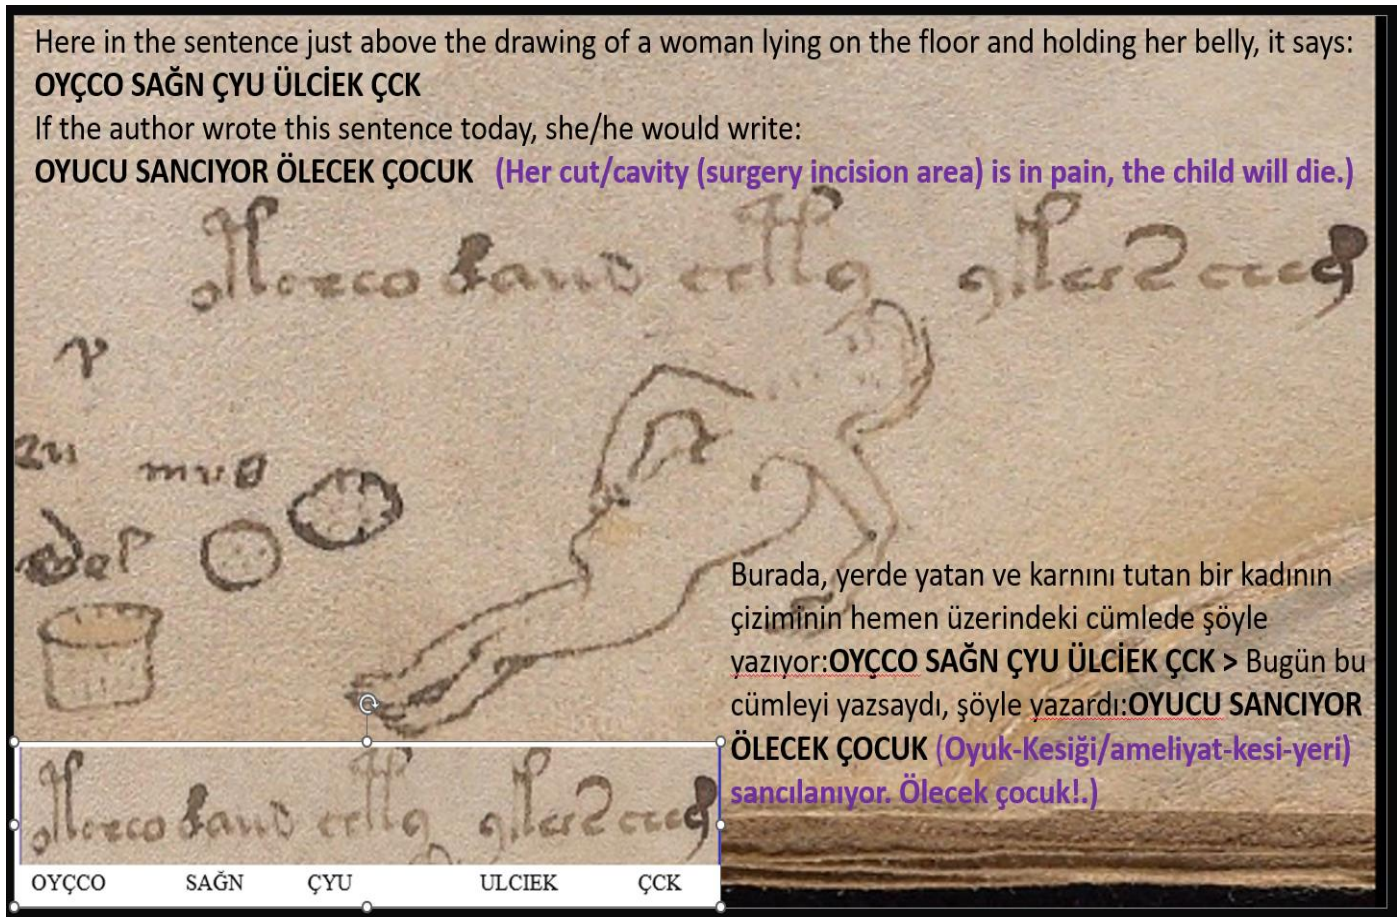 Here in the sentence just above the drawing of a woman lying on the floor and holding her belly, it says:
OYÇCO SAĞN ÇYU ÜLCİEK ÇCK
If the author wrote this sentence today, she/he would write:
OYUCU SANCIYOR ÖLECEK ÇOCUK (Her cut/cavity (surgery incision area) is in pain, the child will die.)
Burada, yerde yatan ve karnını tutan bir kadının
çiziminin hemen üzerindeki cümlede şöyle
yazıyor:OYÇCO SAĞN ÇYU ÜLCİEK ÇCK > Bugün bu
cümleyi yazsaydı, şöyle yazardı:OYUCU SANCIYOR
ÖLECEK ÇOCUK (Oyuk-Kesiği/ameliyat-kesi-yeri)
sancılanıyor. Ölecek çocuk!.)
OYÇCO SAĞN ÇYU ULCIEK ÇCK